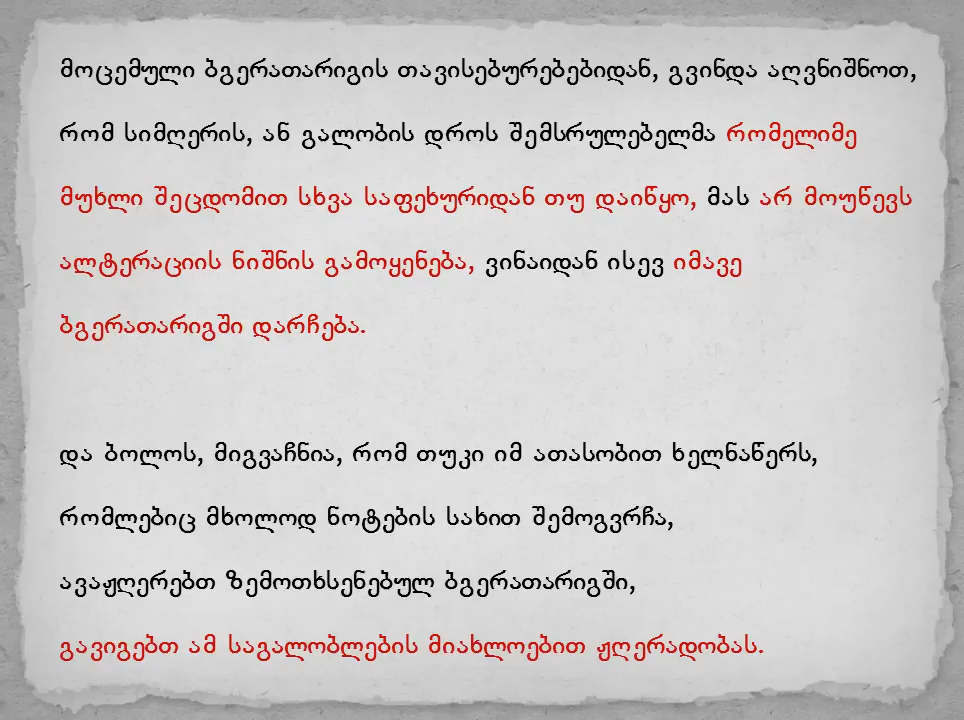 მოცემული ბგერათარიგის თავისებურებებიდან, გვინდა აღვნიშნოთ,
რომ სიმღერის, ან გალობის დროს შემსრულებელმა რომელიმე
მუხლი შეცდომით სხვა საფეხურიდან თუ დაიწყო, მას არ მოუწევს
ალტერაციის ნიშნის გამოყენება, ვინაიდან ისევ იმავე
ბგერათარიგში დარჩება.
და ბოლოს, მიგვაჩნია, რომ თუკი იმ ათასობით ხელნაწერს,
რომლებიც მხოლოდ ნოტების სახით შემოგვრჩა,
ავაჟღერებთ ზემოთხსენებულ ბგერათარიგში,
გავიგებთ ამ საგალობლების მიახლოებით ჟღერადობას.